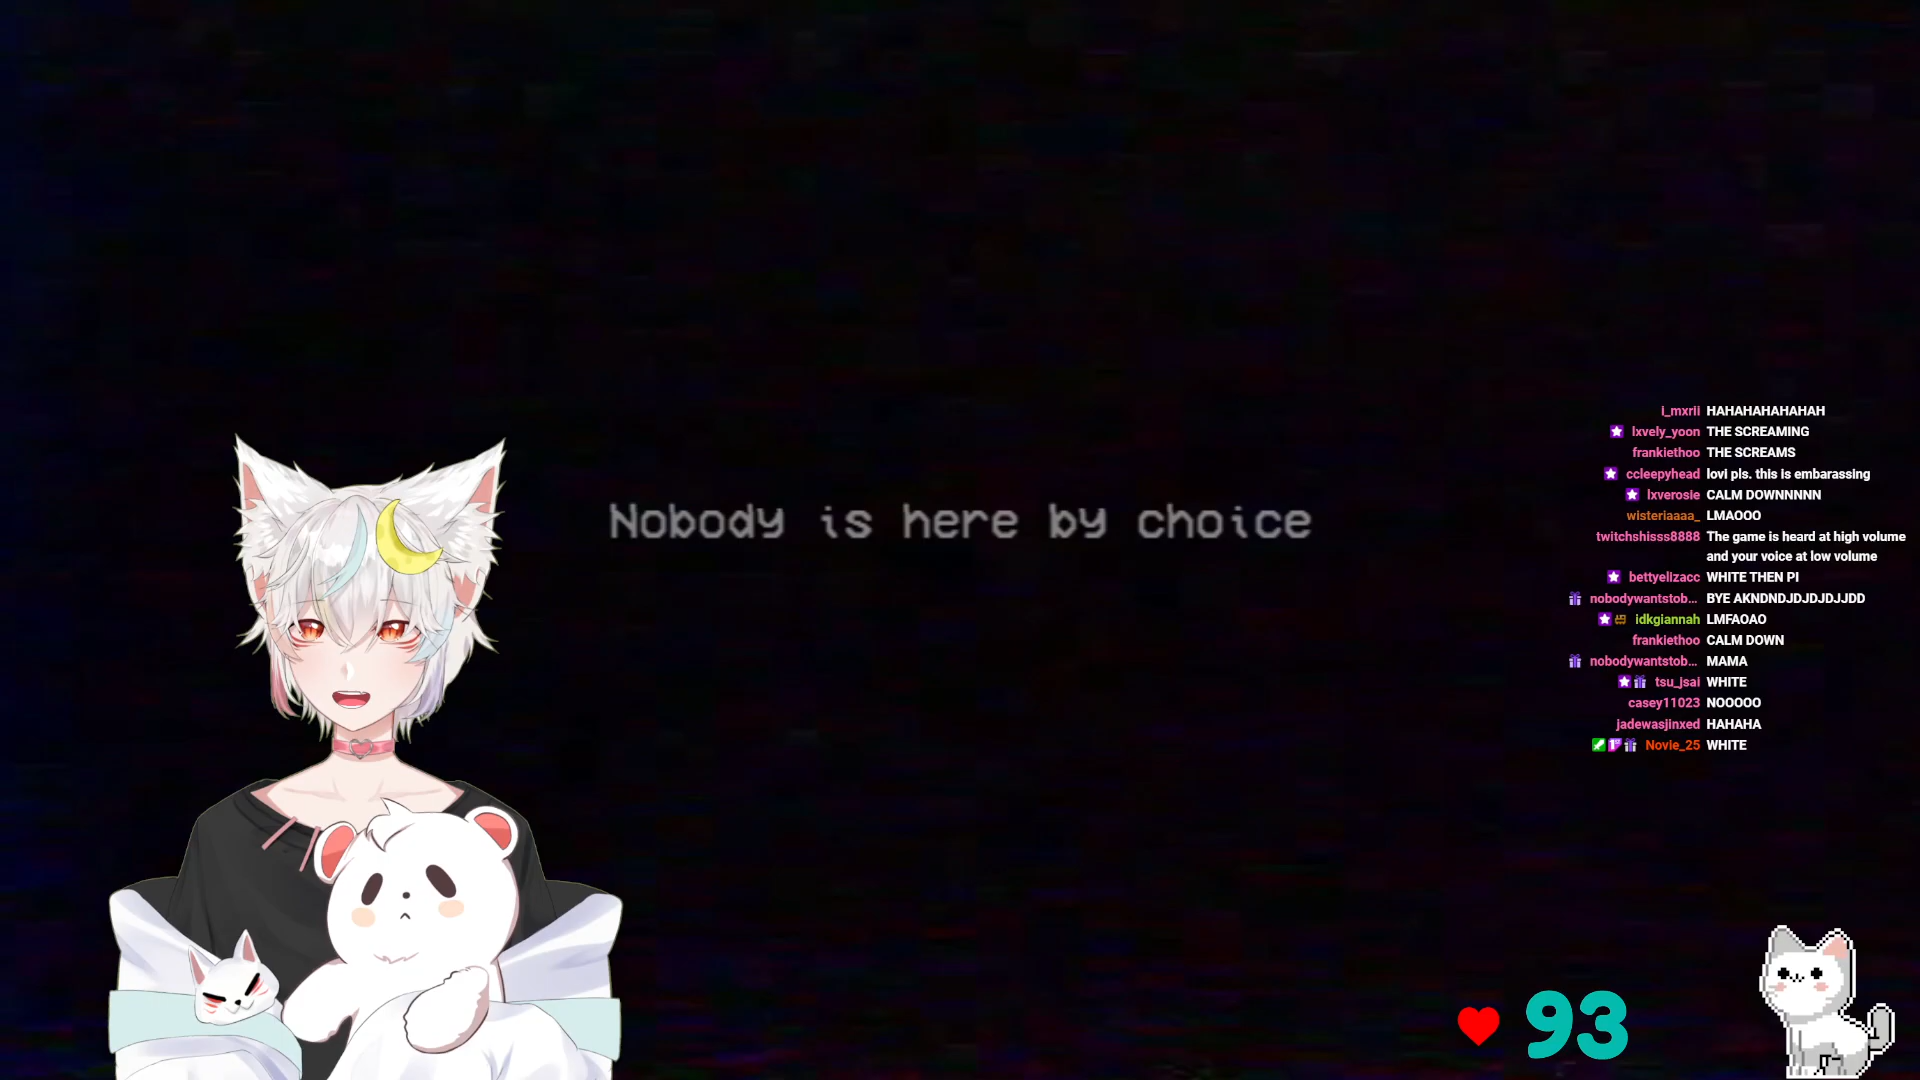 Nobody is here by choice
i_mxrii HAHAHAHAHAHAH
lxvely_yoon THE SCREAMING
frankiethoo THE SCREAMS
ccleepyhead lovi pls. this is embarassing
lxverosie CALM DOWNNNNN
wisteriaaaa_ LMAOOO
twitchshisss8888 The game is heard at high volume
and your voice at low volume
bettyelizacc WHITE THEN PI
nobodywantstob... BYE AKNDNDJDJDJDJJDD
idkgiannah LMFAOAO
frankiethoo CALM DOWN
nobodywantstob... MAMA
tsu_jsai WHITE
casey11023 NOOOOO
jadewasjinxed HAHAHA
Novie_25 WHITE
93